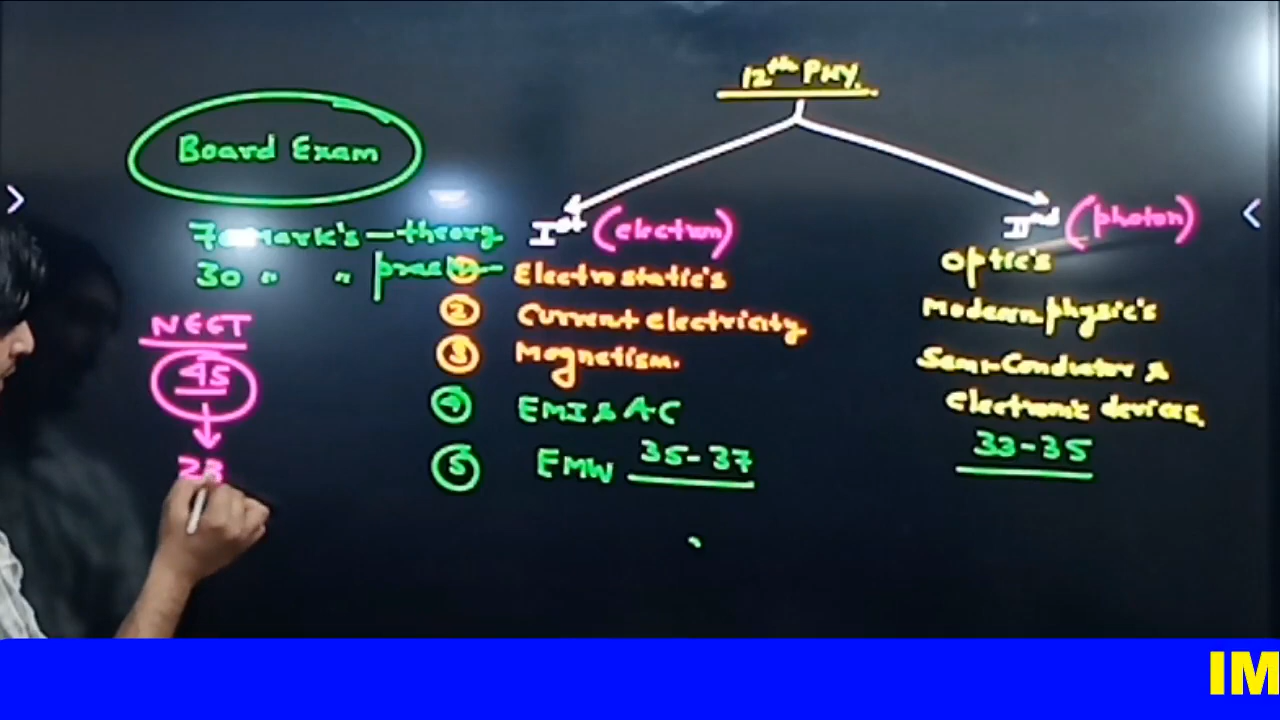 12th PHY.
Board Exam
70 Mark's - theory
30 " "
NEET
45
28
Ist (electron)
① Electrostatic's
② Current electricity
③ Magnetism.
④ EMI & AC
⑤ EMW 35-37
IInd (photon)
Optic's
Modern physic's
Semi-Conductor &
electronic devices.
33-35
IM